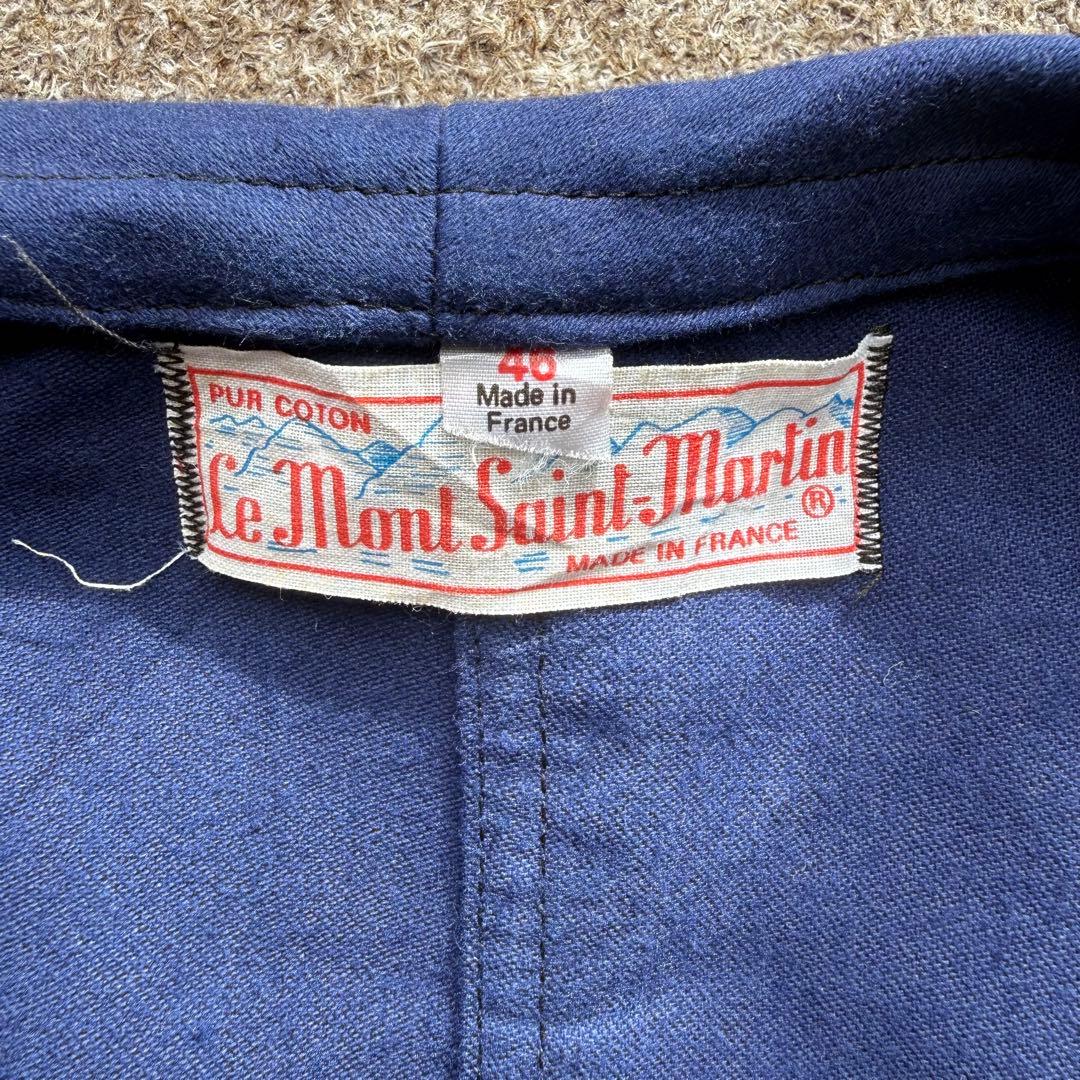 46
Made in
France
PUR COTON
Le Mont Saint-Martin
®
MADE IN FRANCE